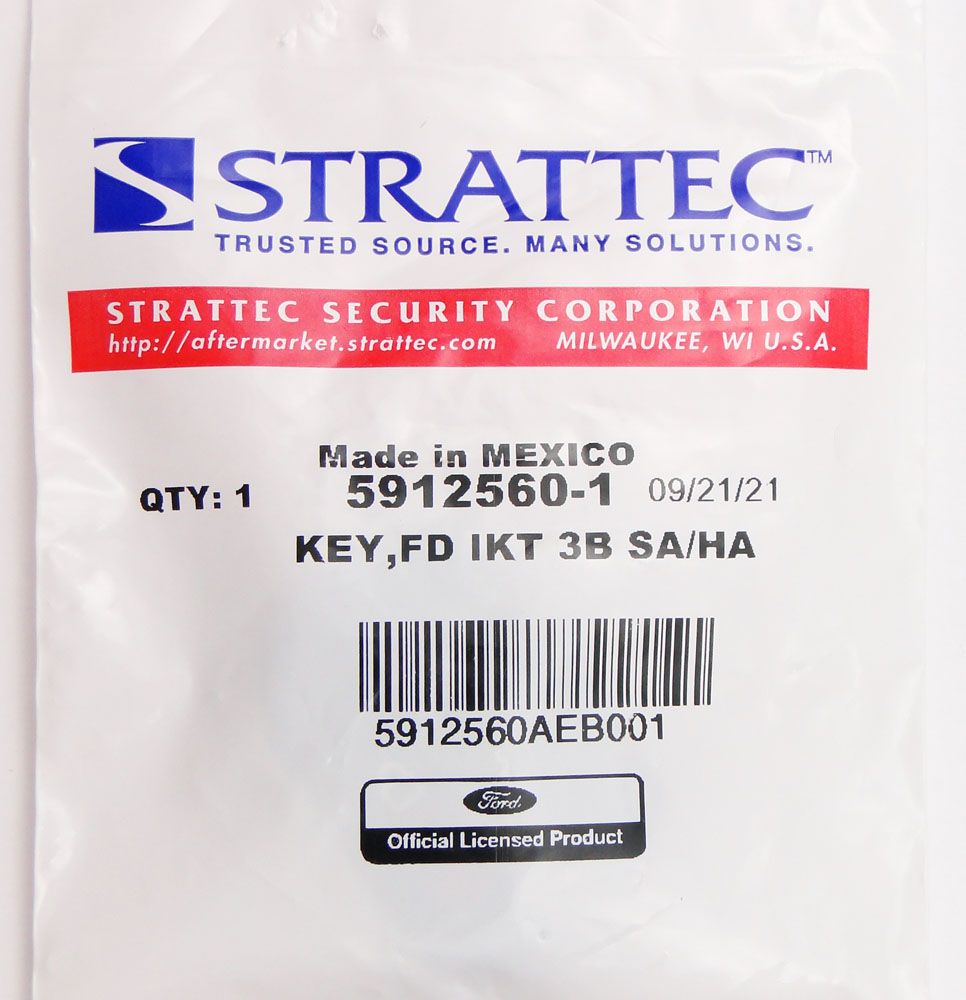 STRATTEC™
TRUSTED SOURCE. MANY SOLUTIONS.
STRATTEC SECURITY CORPORATION
http://aftermarket.strattec.com MILWAUKEE, WI U.S.A.
Made in MEXICO
QTY: 1 5912560-1 09/21/21
KEY,FD IKT 3B SA/HA
5912560AEB001
Ford
Official Licensed Product